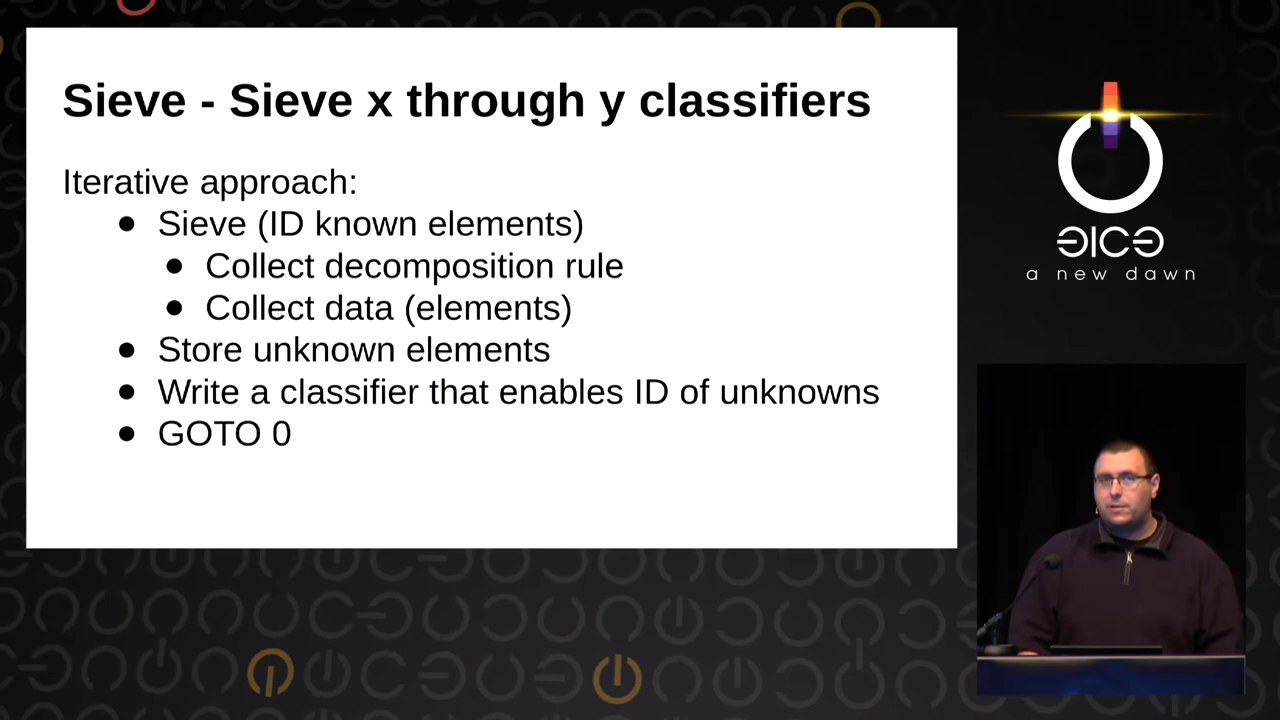 Sieve - Sieve x through y classifiers
Iterative approach:
● Sieve (ID known elements)
● Collect decomposition rule
● Collect data (elements)
● Store unknown elements
● Write a classifier that enables ID of unknowns
● GOTO 0
ƎICƎ
a new dawn